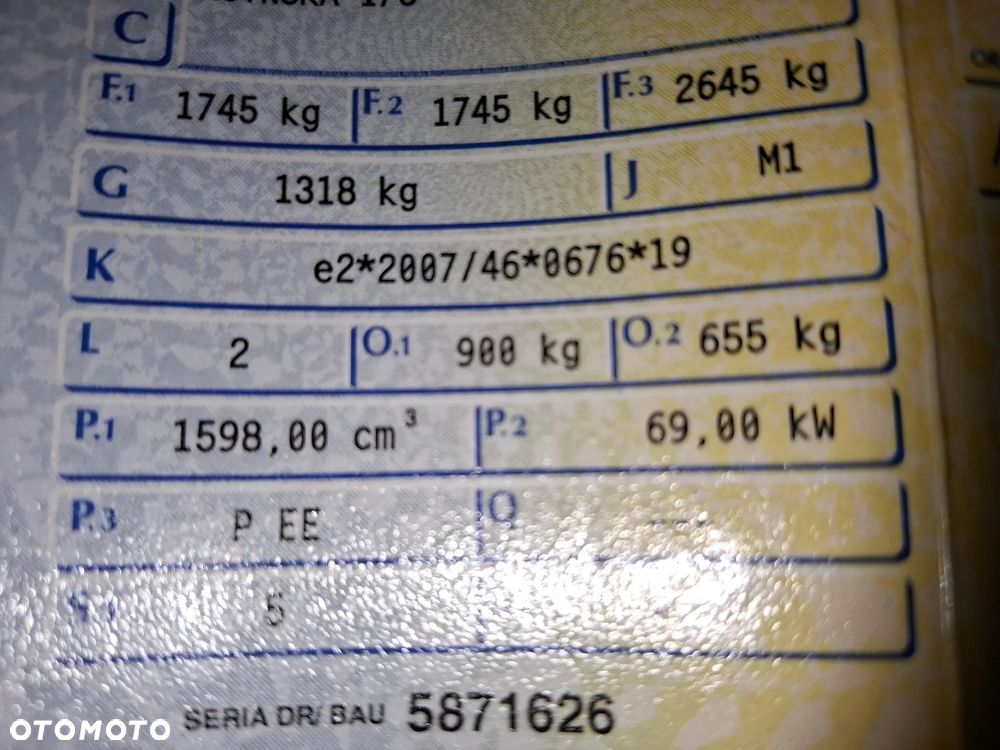 C
F.1 1745 kg F.2 1745 kg F.3 2645 kg
G 1318 kg J M1
K e2*2007/46*0676*19
L 2 O.1 900 kg O.2 655 kg
P.1 1598,00 cm³ P.2 69,00 kW
P.3 P EE Q ---
S.1 5
SERIA DR/BAU 5871626
OTOMOTO